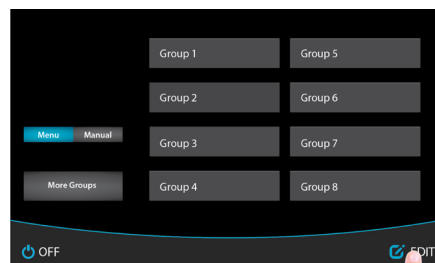 Group 1
Group 5
Group 2
Group 6
Menu
Manual
Group 3
Group 7
More Groups
Group 4
Group 8
OFF
EDIT